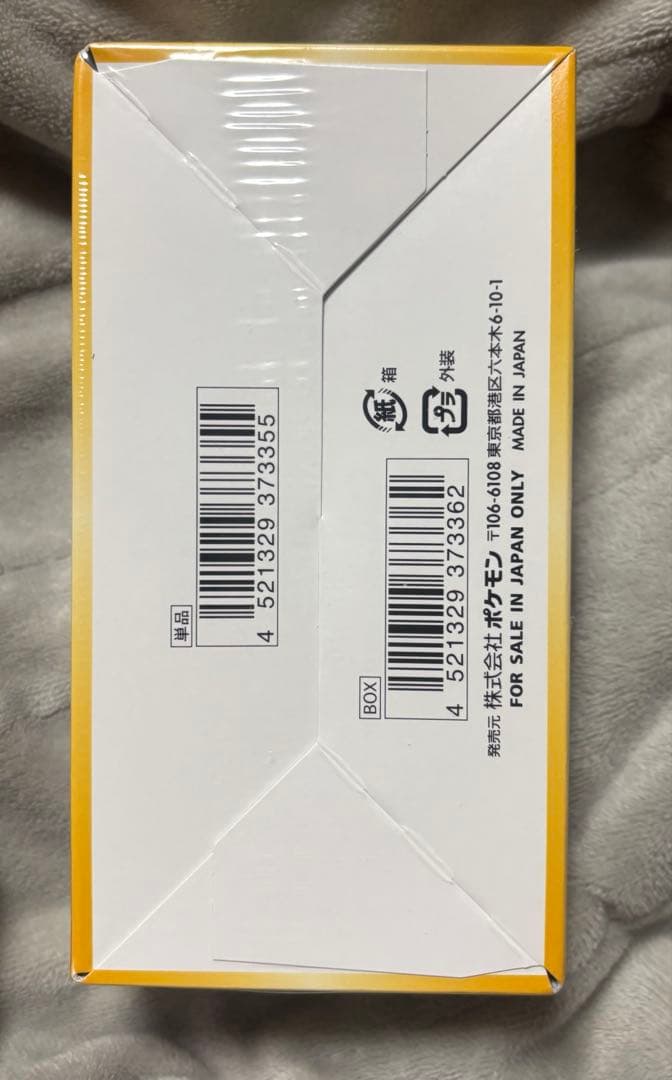 単品
4 521329 373355
紙 箱
プラ 外装
BOX
4 521329 373362
発売元 株式会社 ポケモン 〒106-6108 東京都港区六本木6-10-1
FOR SALE IN JAPAN ONLY MADE IN JAPAN